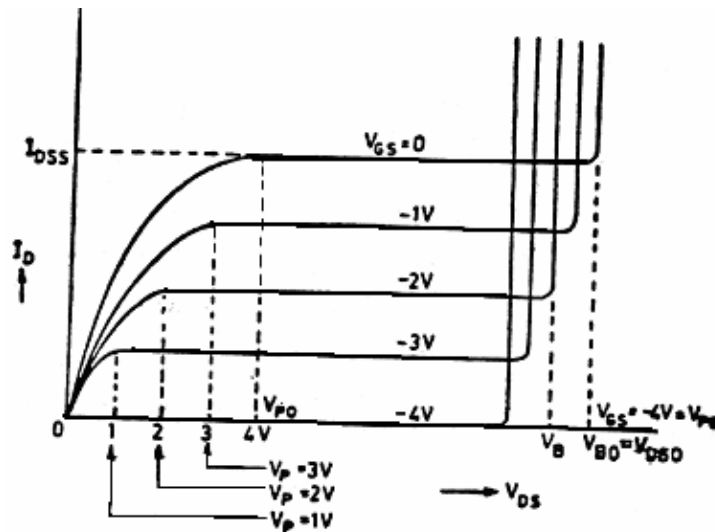 I_DSS
V_GS=0
-1V
I_D
-2V
-3V
V_PO
-4V
V_GS=-4V=V_PO
0 1 2 3 4V
V_B V_BO=V_DSO
V_P=3V
V_P=2V
V_DS
V_P=1V